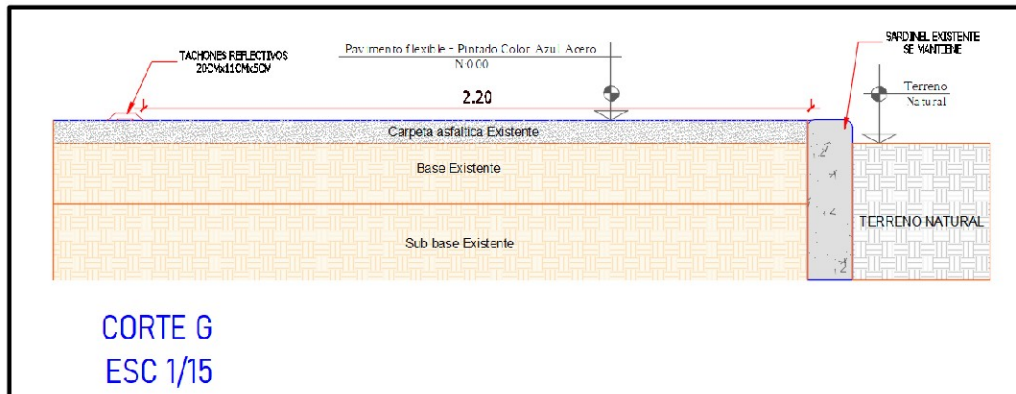 SARDINEL EXISTENTE
SE MANTIENE
TACHONES REFLECTIVOS
20CMx11CMx5CM
Pavimento flexible - Pintado Color Azul Acero
N:0.00
2.20
Terreno
Natural
Carpeta asfaltica Existente
Base Existente
TERRENO NATURAL
Sub base Existente
CORTE G
ESC 1/15